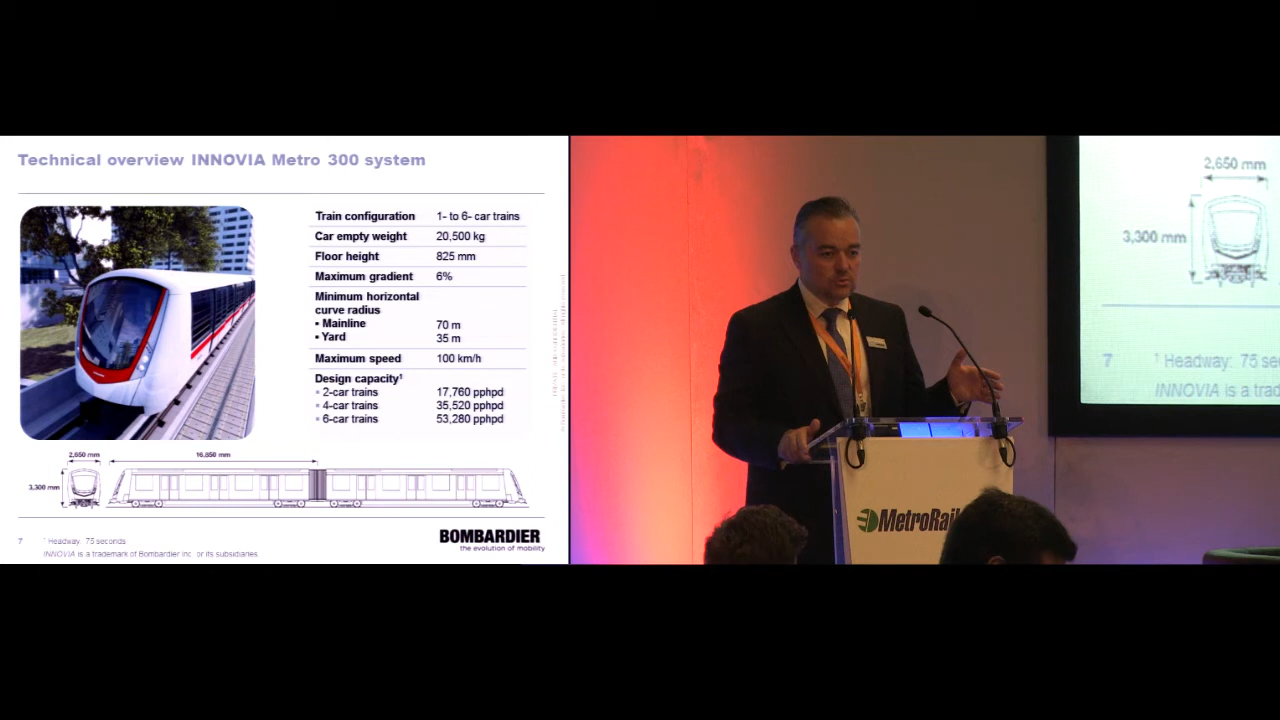 Technical overview INNOVIA Metro 300 system
Train configuration 1- to 6- car trains
Car empty weight 20,500 kg
Floor height 825 mm
Maximum gradient 6%
Minimum horizontal
curve radius
▪ Mainline 70 m
▪ Yard 35 m
Maximum speed 100 km/h
Design capacity¹
▪ 2-car trains 17,760 pphpd
▪ 4-car trains 35,520 pphpd
▪ 6-car trains 53,280 pphpd
2,650 mm
16,850 mm
3,300 mm
7 ¹ Headway: 75 seconds
INNOVIA is a trademark of Bombardier Inc. or its subsidiaries.
BOMBARDIER
the evolution of mobility
2,650 mm
3,300 mm
7 ¹ Headway: 75 se
INNOVIA is a trad
MetroRail